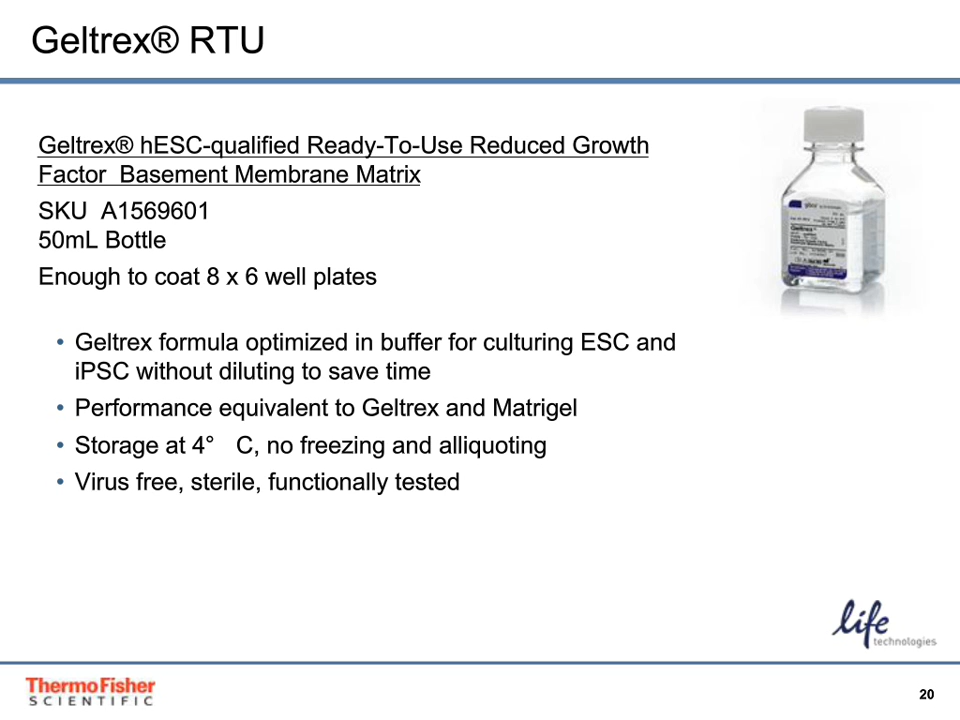 Geltrex® RTU
Geltrex® hESC-qualified Ready-To-Use Reduced Growth
Factor Basement Membrane Matrix
SKU A1569601
50mL Bottle
Enough to coat 8 x 6 well plates
• Geltrex formula optimized in buffer for culturing ESC and
iPSC without diluting to save time
• Performance equivalent to Geltrex and Matrigel
• Storage at 4° C, no freezing and alliquoting
• Virus free, sterile, functionally tested
gibco
Geltrex
life
technologies
ThermoFisher
SCIENTIFIC
20